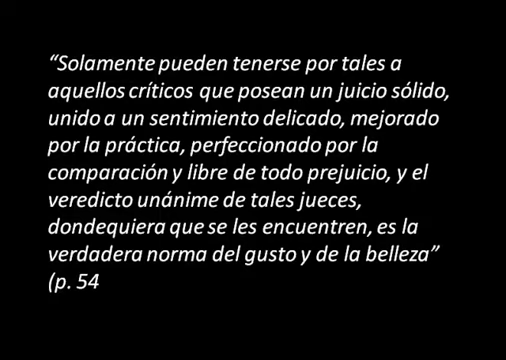 “Solamente pueden tenerse por tales a
aquellos críticos que posean un juicio sólido,
unido a un sentimiento delicado, mejorado
por la práctica, perfeccionado por la
comparación y libre de todo prejuicio, y el
veredicto unánime de tales jueces,
dondequiera que se les encuentren, es la
verdadera norma del gusto y de la belleza”
(p. 54